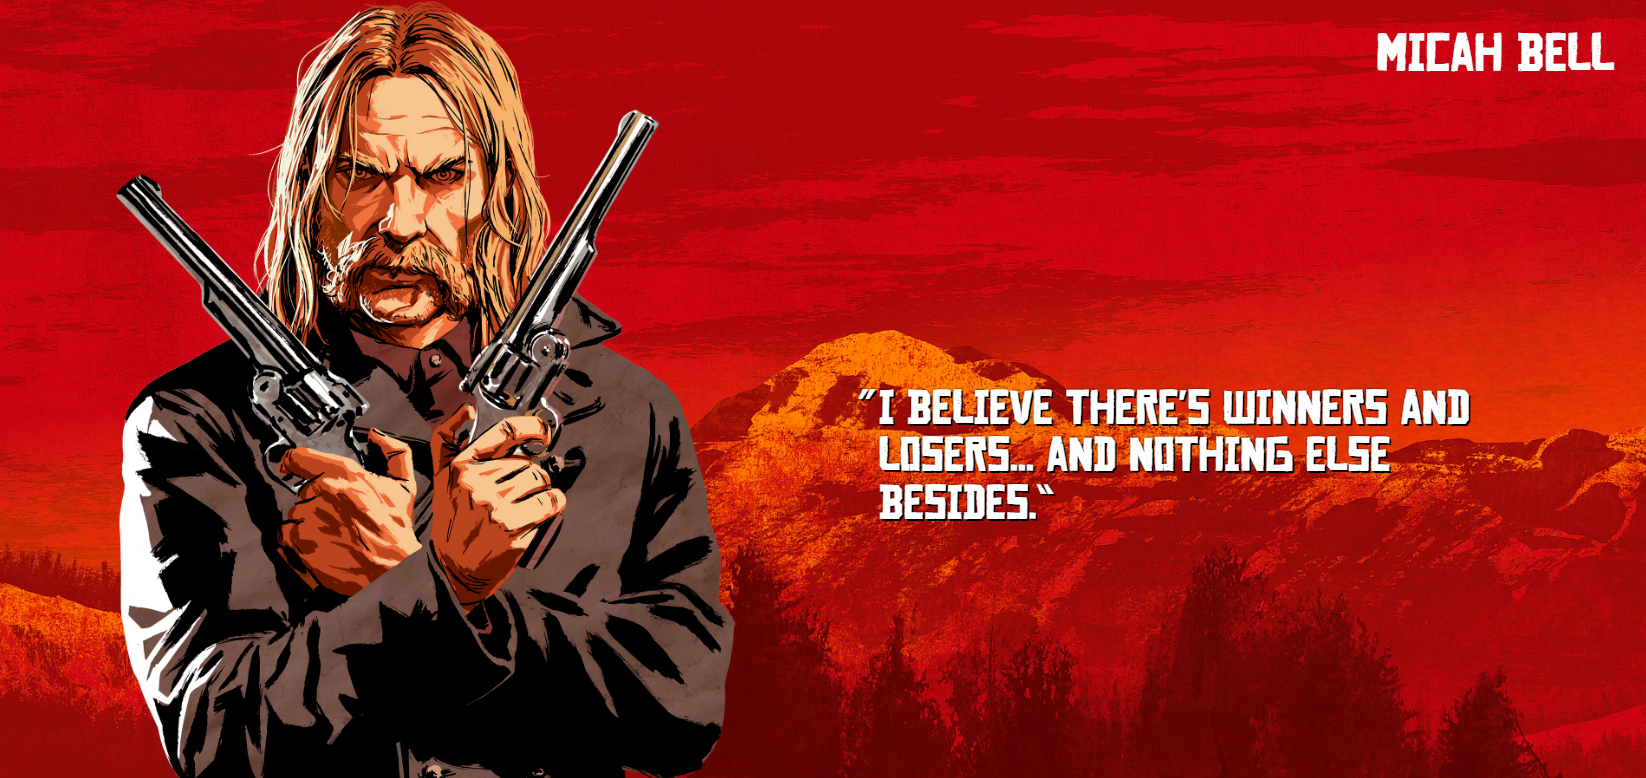 MICAH BELL
"I BELIEVE THERE'S WINNERS AND
LOSERS... AND NOTHING ELSE
BESIDES."